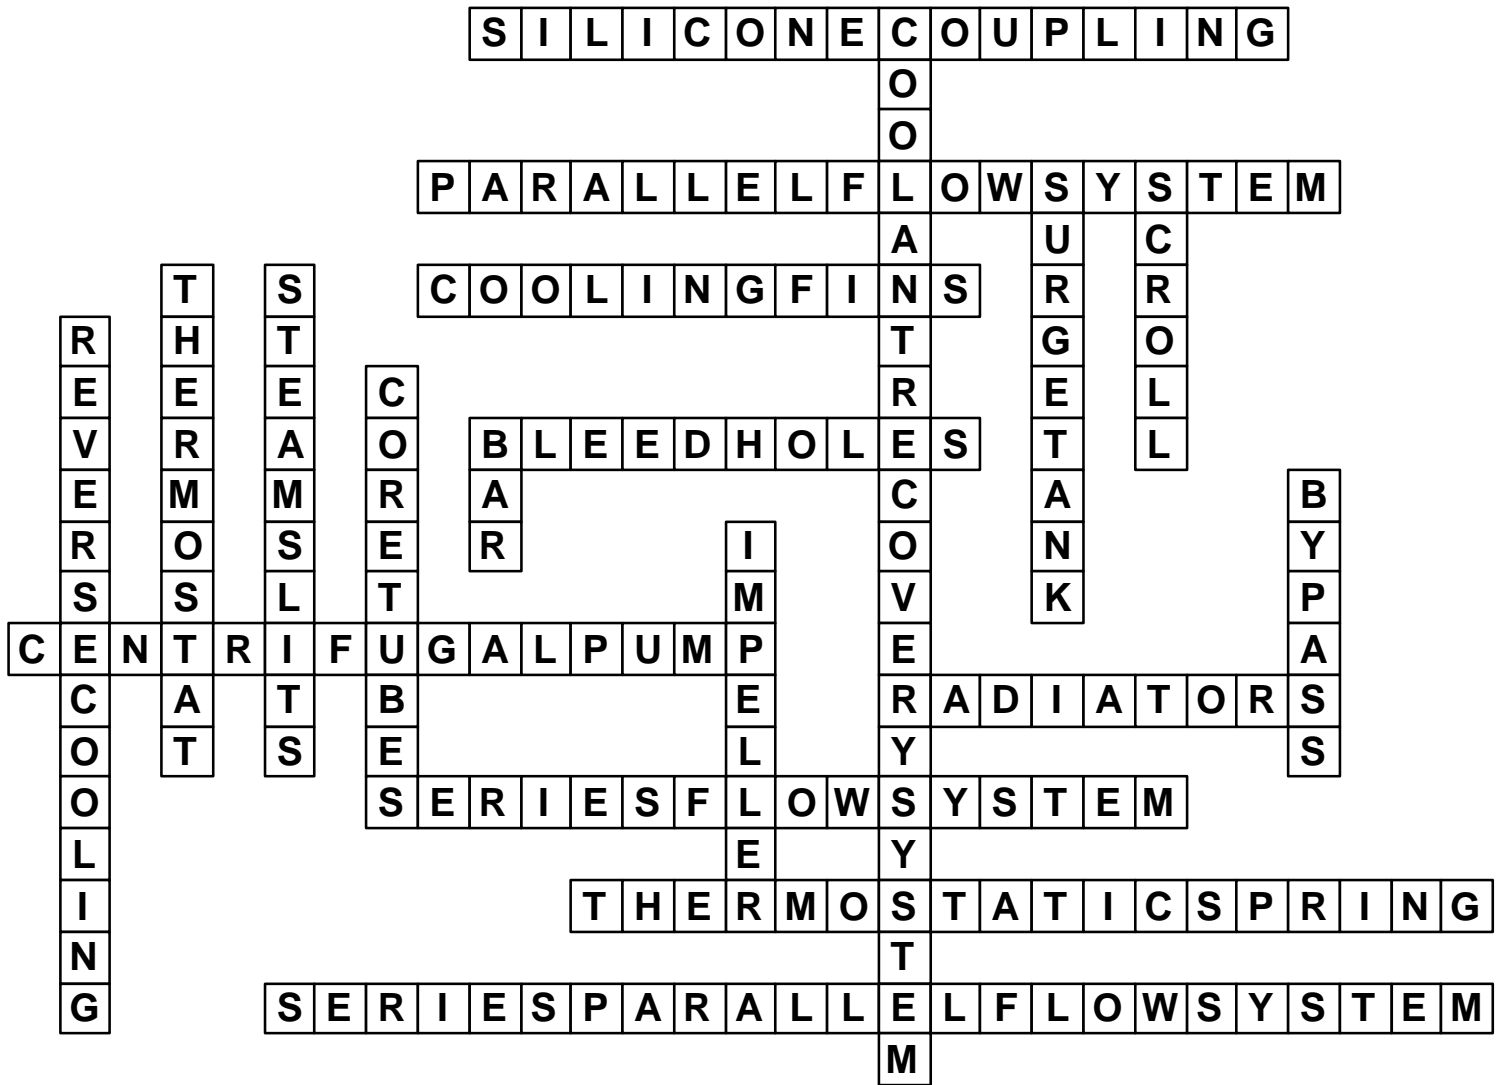 SILICONECOUPLING
COOLANTRECOVERYSYSTEM
PARALLELFLOWSYSTEM
SURGETANK
SCROLL
THERMOSTAT
STEAMSLITS
COOLINGFINS
REVERSECOOLING
CORETUBES
BLEEDHOLES
BAR
BYPASS
IMPELLER
CENTRIFUGALPUMP
RADIATORS
SERIESFLOWSYSTEM
THERMOSTATICSPRING
SERIESPARALLELFLOWSYSTEM